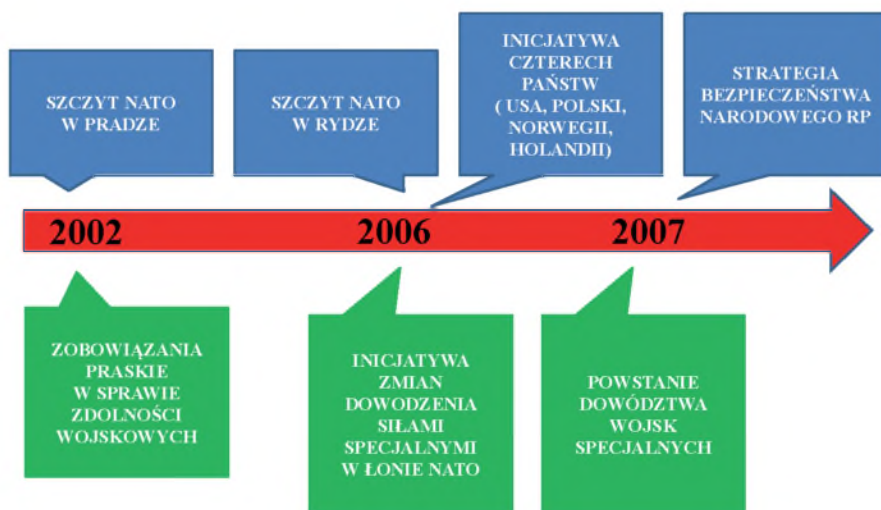 SZCZYT NATO
W PRADZE
SZCZYT NATO
W RYDZE
INICJATYWA
CZTERECH
PAŃSTW
( USA, POLSKI,
NORWEGII,
HOLANDII)
STRATEGIA
BEZPIECZEŃSTWA
NARODOWEGO RP
2002
2006
2007
ZOBOWIĄZANIA
PRASKIE
W SPRAWIE
ZDOLNOŚCI
WOJSKOWYCH
INICJATYWA
ZMIAN
DOWODZENIA
SIŁAMI
SPECJALNYMI
W ŁONIE NATO
POWSTANIE
DOWÓDZTWA
WOJSK
SPECJALNYCH